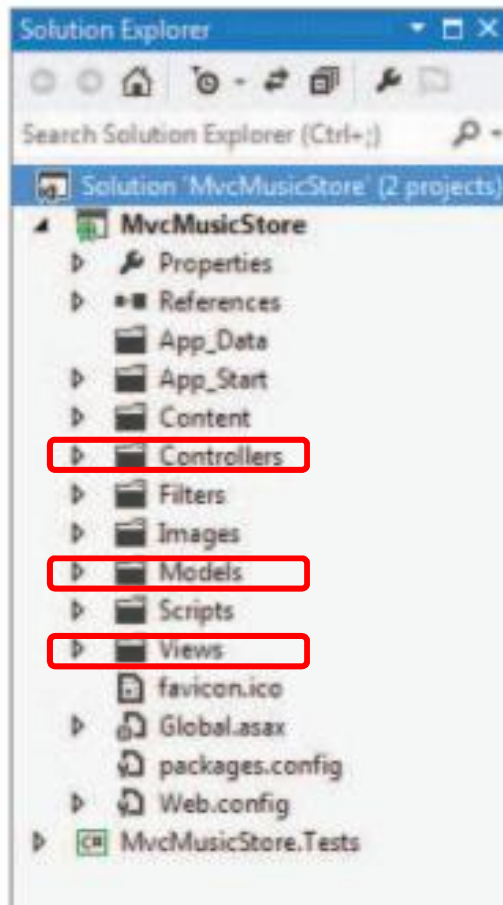 Solution Explorer
Search Solution Explorer (Ctrl+;)
Solution 'MvcMusicStore' (2 projects)
MvcMusicStore
Properties
References
App_Data
App_Start
Content
Controllers
Filters
Images
Models
Scripts
Views
favicon.ico
Global.asax
packages.config
Web.config
C# MvcMusicStore.Tests